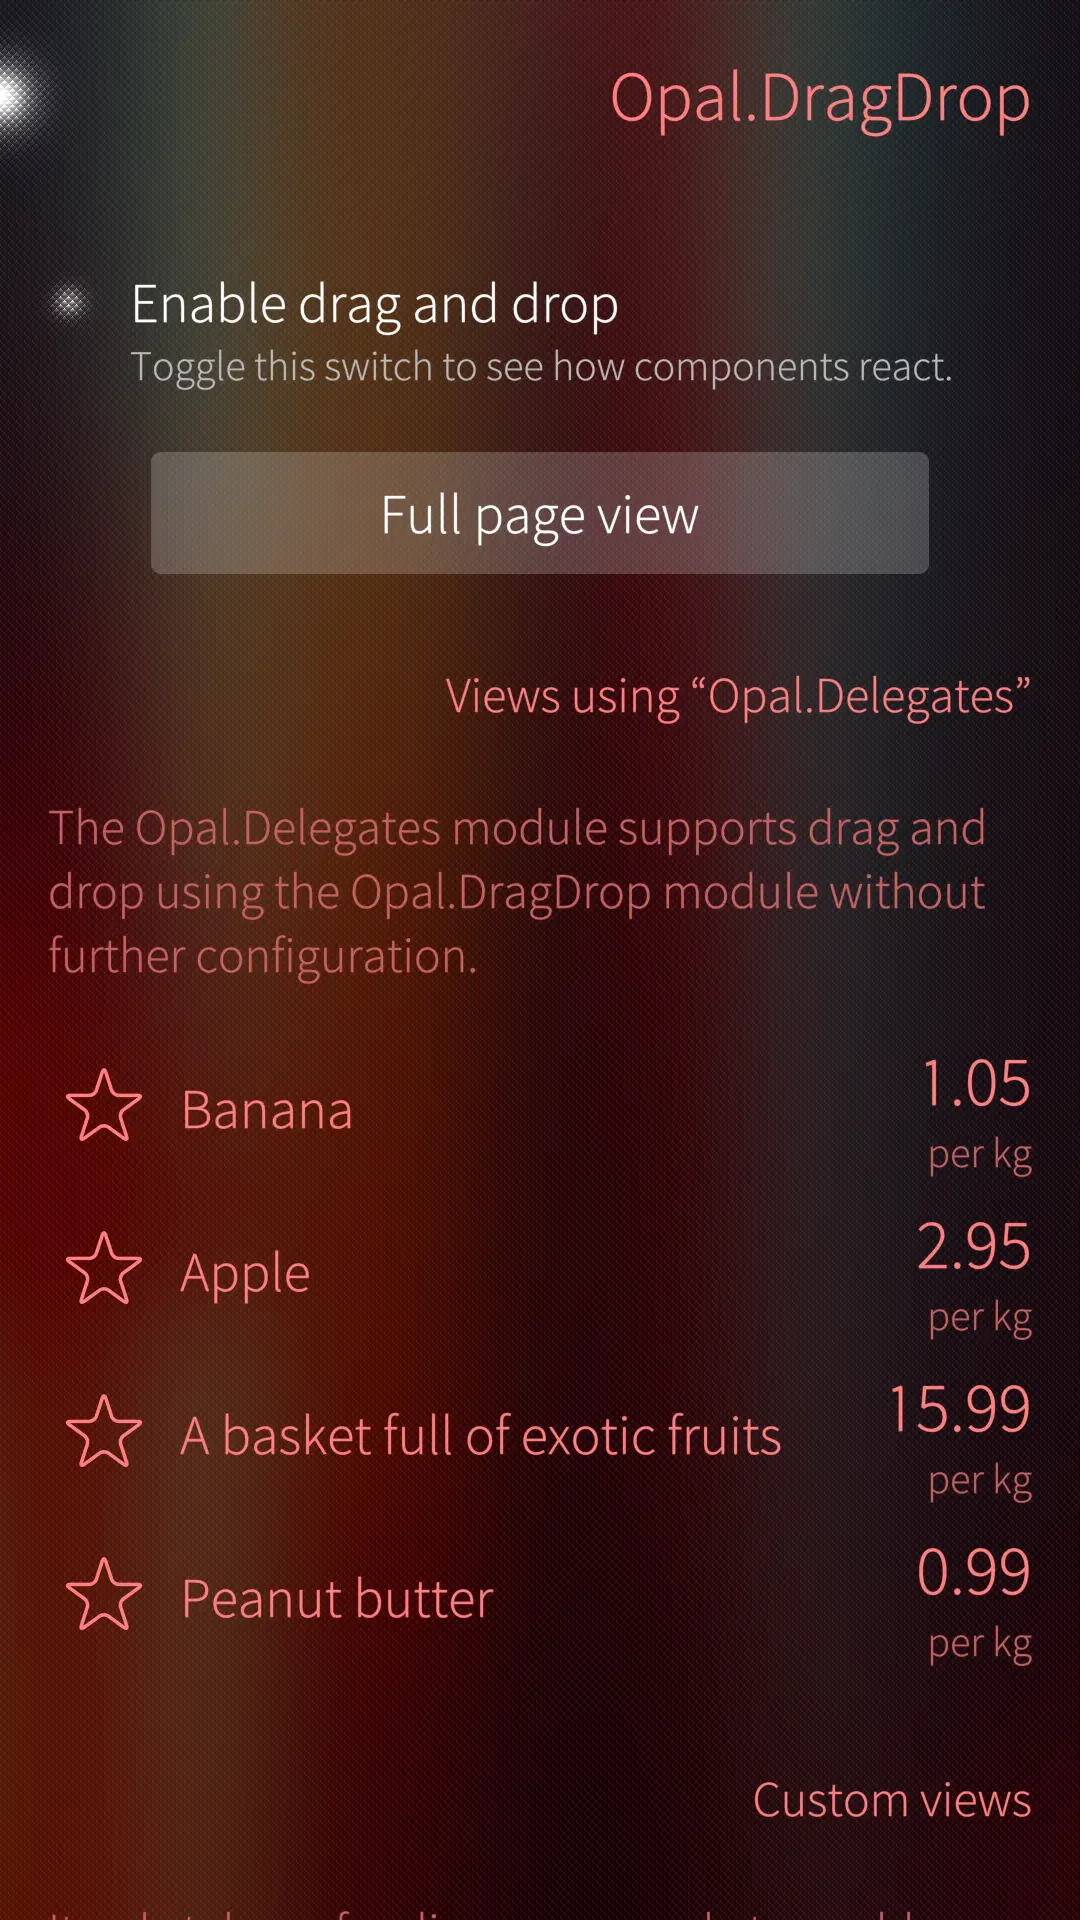 Opal.DragDrop
Enable drag and drop
Toggle this switch to see how components react.
Full page view
Views using “Opal.Delegates”
The Opal.Delegates module supports drag and
drop using the Opal.DragDrop module without
further configuration.
Banana
1.05
per kg
Apple
2.95
per kg
A basket full of exotic fruits
15.99
per kg
Peanut butter
0.99
per kg
Custom views